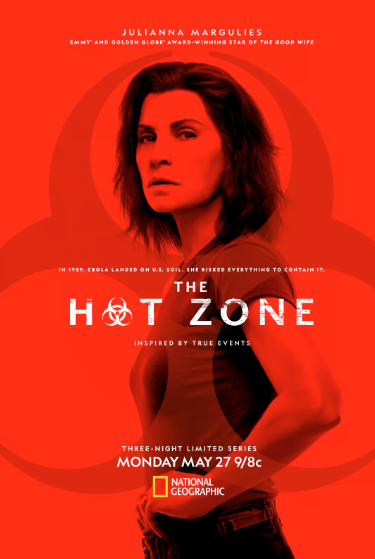 JULIANNA MARGULIES
EMMY® AND GOLDEN GLOBE® AWARD-WINNING STAR OF THE GOOD WIFE
IN 1989, EBOLA LANDED ON U.S. SOIL. SHE RISKED EVERYTHING TO CONTAIN IT.
THE
HOT ZONE
INSPIRED BY TRUE EVENTS
THREE-NIGHT LIMITED SERIES
MONDAY MAY 27 9/8c
NATIONAL
GEOGRAPHIC